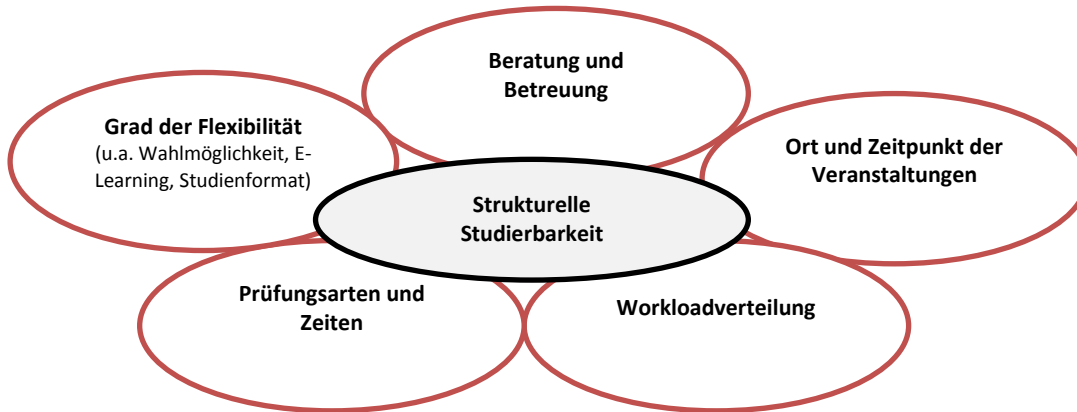 Beratung und
Betreuung
Grad der Flexibilität
(u.a. Wahlmöglichkeit, E-
Learning, Studienformat)
Ort und Zeitpunkt der
Veranstaltungen
Strukturelle
Studierbarkeit
Prüfungsarten und
Zeiten
Workloadverteilung